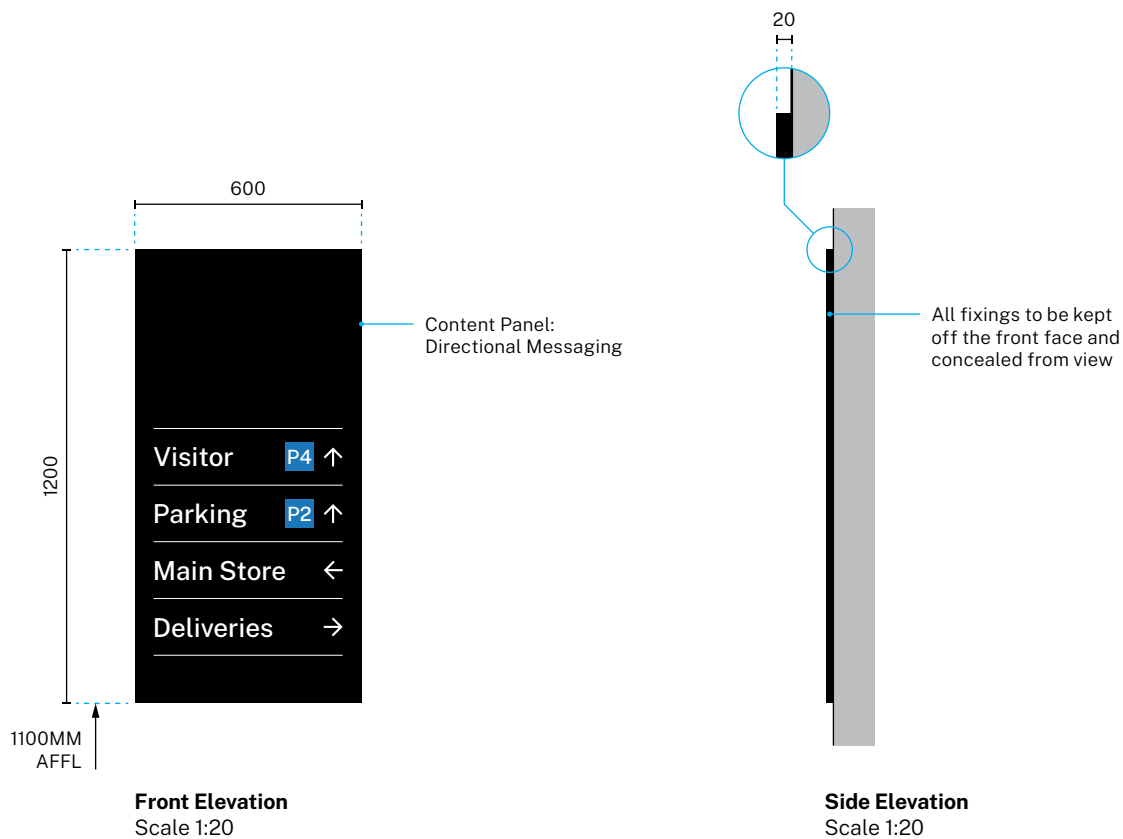 20
600
Content Panel:
Directional Messaging
All fixings to be kept
off the front face and
concealed from view
1200
Visitor P4 ↑
Parking P2 ↑
Main Store ←
Deliveries →
1100MM
AFFL
Front Elevation
Scale 1:20
Side Elevation
Scale 1:20